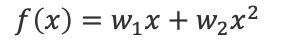 f(x) = w₁x + w₂x²